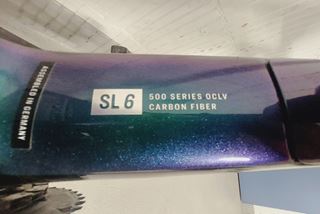 ASSEMBLED IN GERMANY
SL 6
500 SERIES OCLV
CARBON FIBER